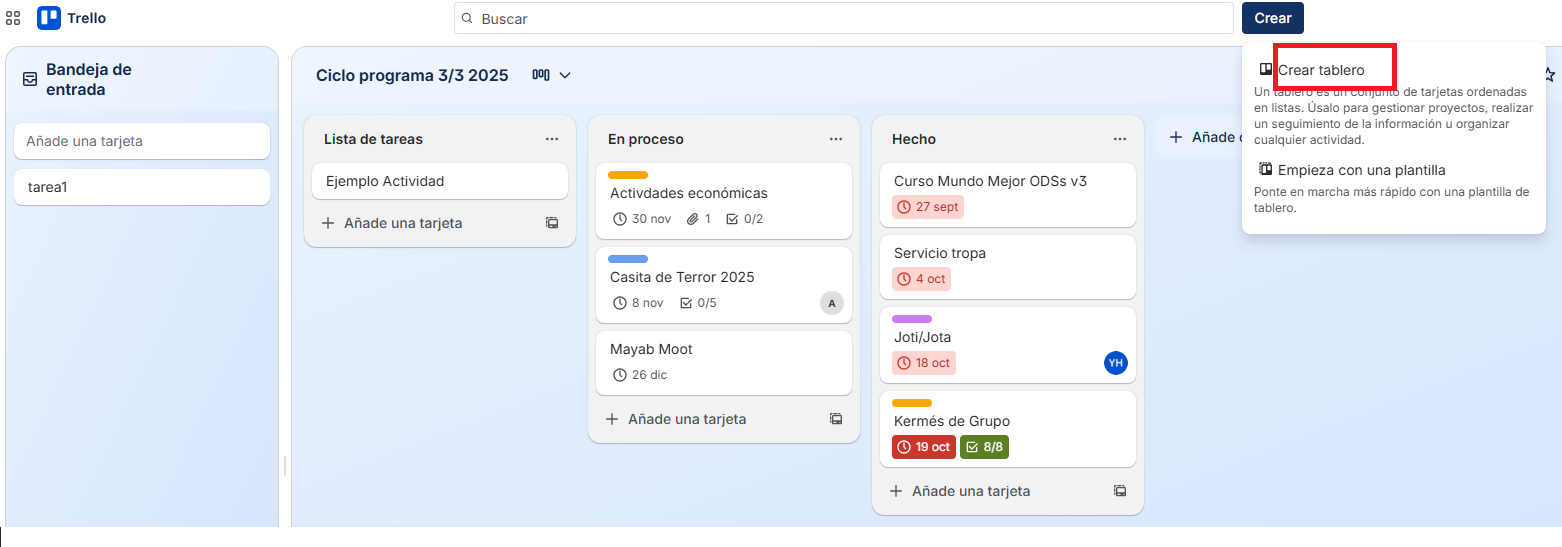 Trello
Buscar
Crear
Bandeja de
entrada
Añade una tarjeta
tarea1
Ciclo programa 3/3 2025
Lista de tareas
Ejemplo Actividad
Añade una tarjeta
En proceso
Activdades económicas
30 nov 1 0/2
Casita de Terror 2025
8 nov 0/5
A
Mayab Moot
26 dic
Añade una tarjeta
Hecho
Curso Mundo Mejor ODSs v3
27 sept
Servicio tropa
4 oct
Joti/Jota
18 oct
YH
Kermés de Grupo
19 oct 8/8
Añade una tarjeta
Añade
Crear tablero
Un tablero es un conjunto de tarjetas ordenadas
en listas. Úsalo para gestionar proyectos, realizar
un seguimiento de la información u organizar
cualquier actividad.
Empieza con una plantilla
Ponte en marcha más rápido con una plantilla de
tablero.